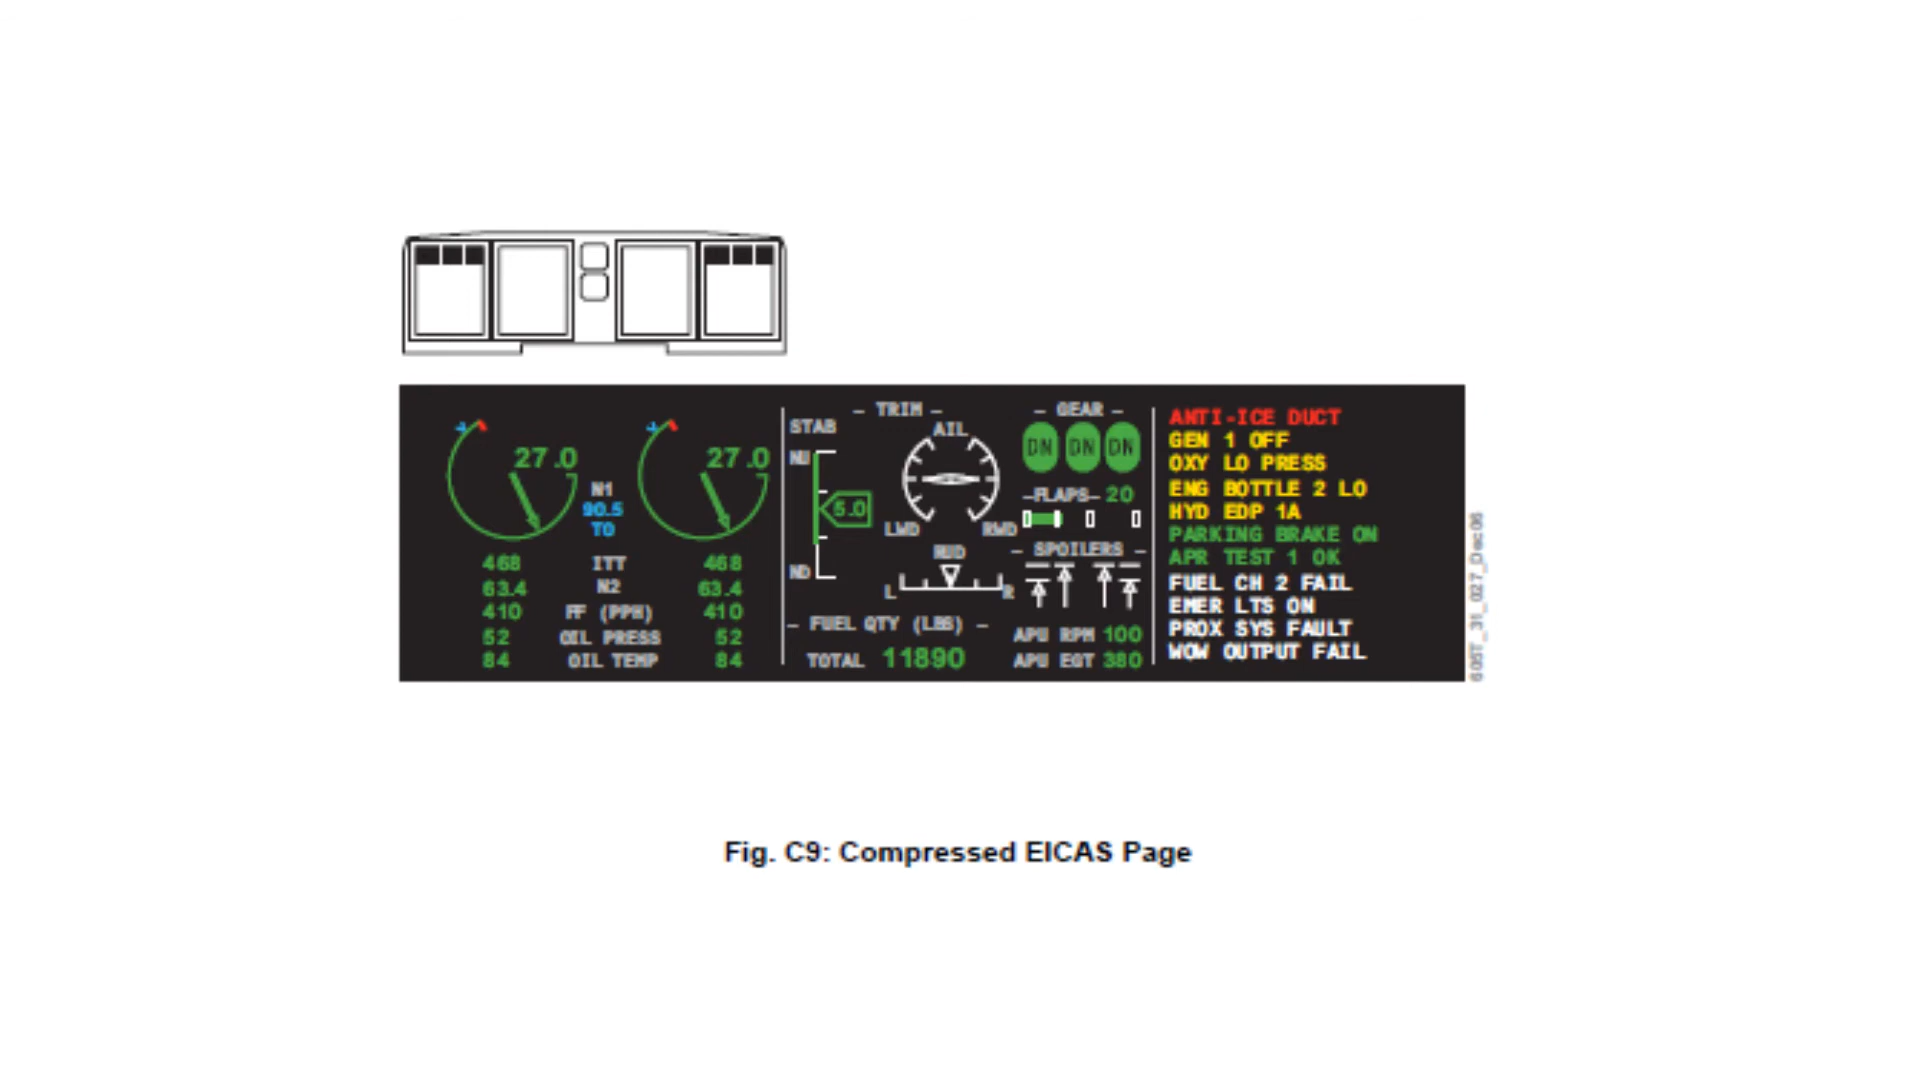 27.0 27.0
N1
90.5
TO
468 ITT 468
63.4 N2 63.4
410 FF (PPH) 410
52 OIL PRESS 52
84 OIL TEMP 84
– TRIM –
STAB
NU
5.0
ND
AIL
LWD RWD
RUD
L R
– FUEL QTY (LBS) –
TOTAL 11890
– GEAR –
DN DN DN
–FLAPS– 20
– SPOILERS –
APU RPM 100
APU EGT 380
ANTI-ICE DUCT
GEN 1 OFF
OXY LO PRESS
ENG BOTTLE 2 LO
HYD EDP 1A
PARKING BRAKE ON
APR TEST 1 OK
FUEL CH 2 FAIL
EMER LTS ON
PROX SYS FAULT
WOW OUTPUT FAIL
605T_31_027_Dec06
Fig. C9: Compressed EICAS Page